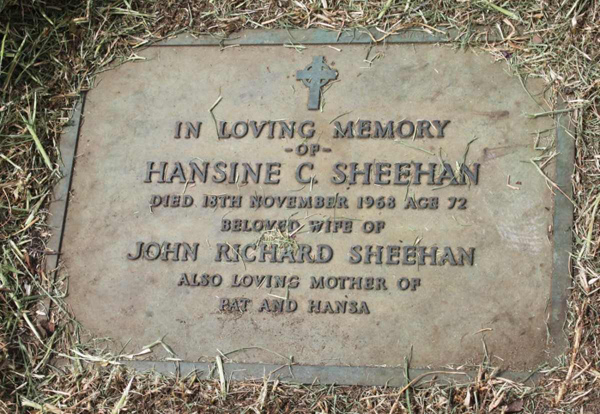 IN LOVING MEMORY
-OF-
HANSINE C. SHEEHAN
DIED 18TH NOVEMBER 1968 AGE 72
BELOVED WIFE OF
JOHN RICHARD SHEEHAN
ALSO LOVING MOTHER OF
PAT AND HANSA